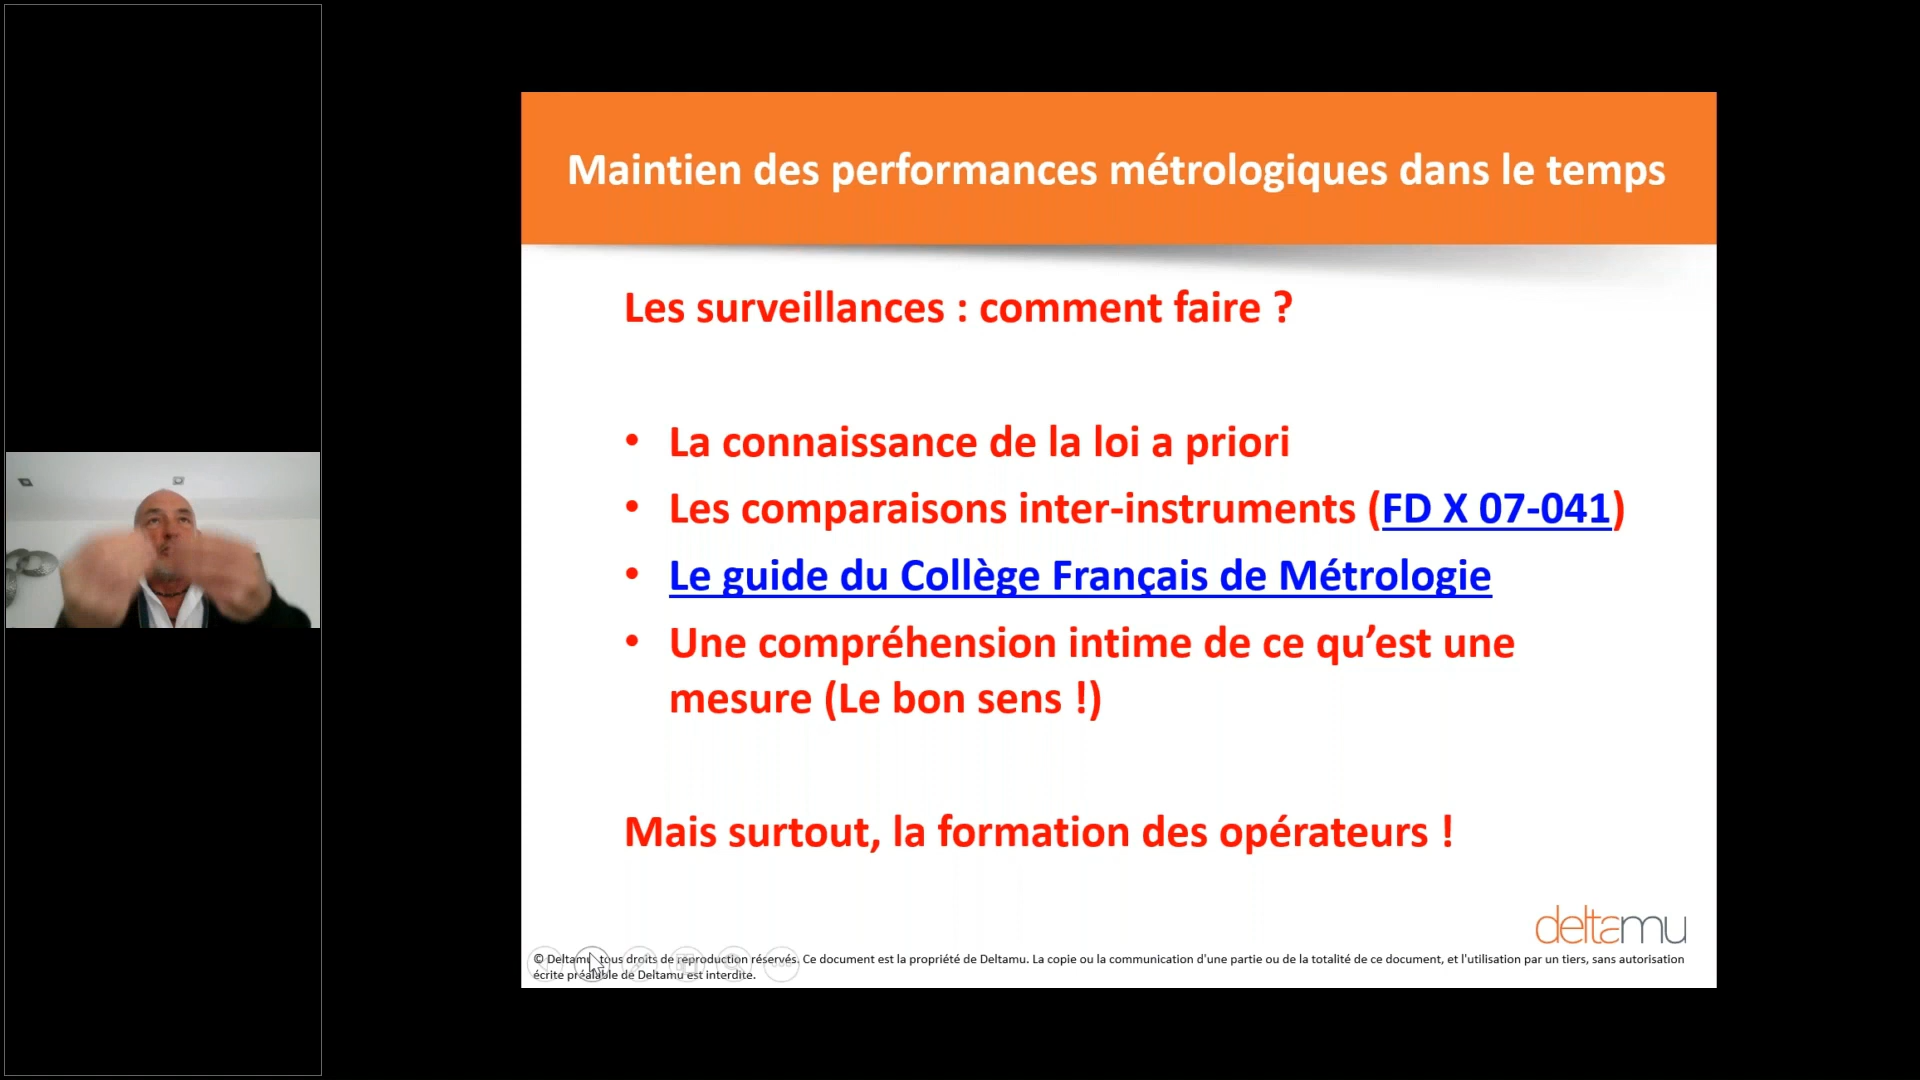 Maintien des performances métrologiques dans le temps
Les surveillances : comment faire ?
• La connaissance de la loi a priori
• Les comparaisons inter-instruments (FD X 07-041)
• Le guide du Collège Français de Métrologie
• Une compréhension intime de ce qu’est une
mesure (Le bon sens !)
Mais surtout, la formation des opérateurs !
deltamu
© Deltamu, tous droits de reproduction réservés. Ce document est la propriété de Deltamu. La copie ou la communication d'une partie ou de la totalité de ce document, et l'utilisation par un tiers, sans autorisation
écrite préalable de Deltamu est interdite.